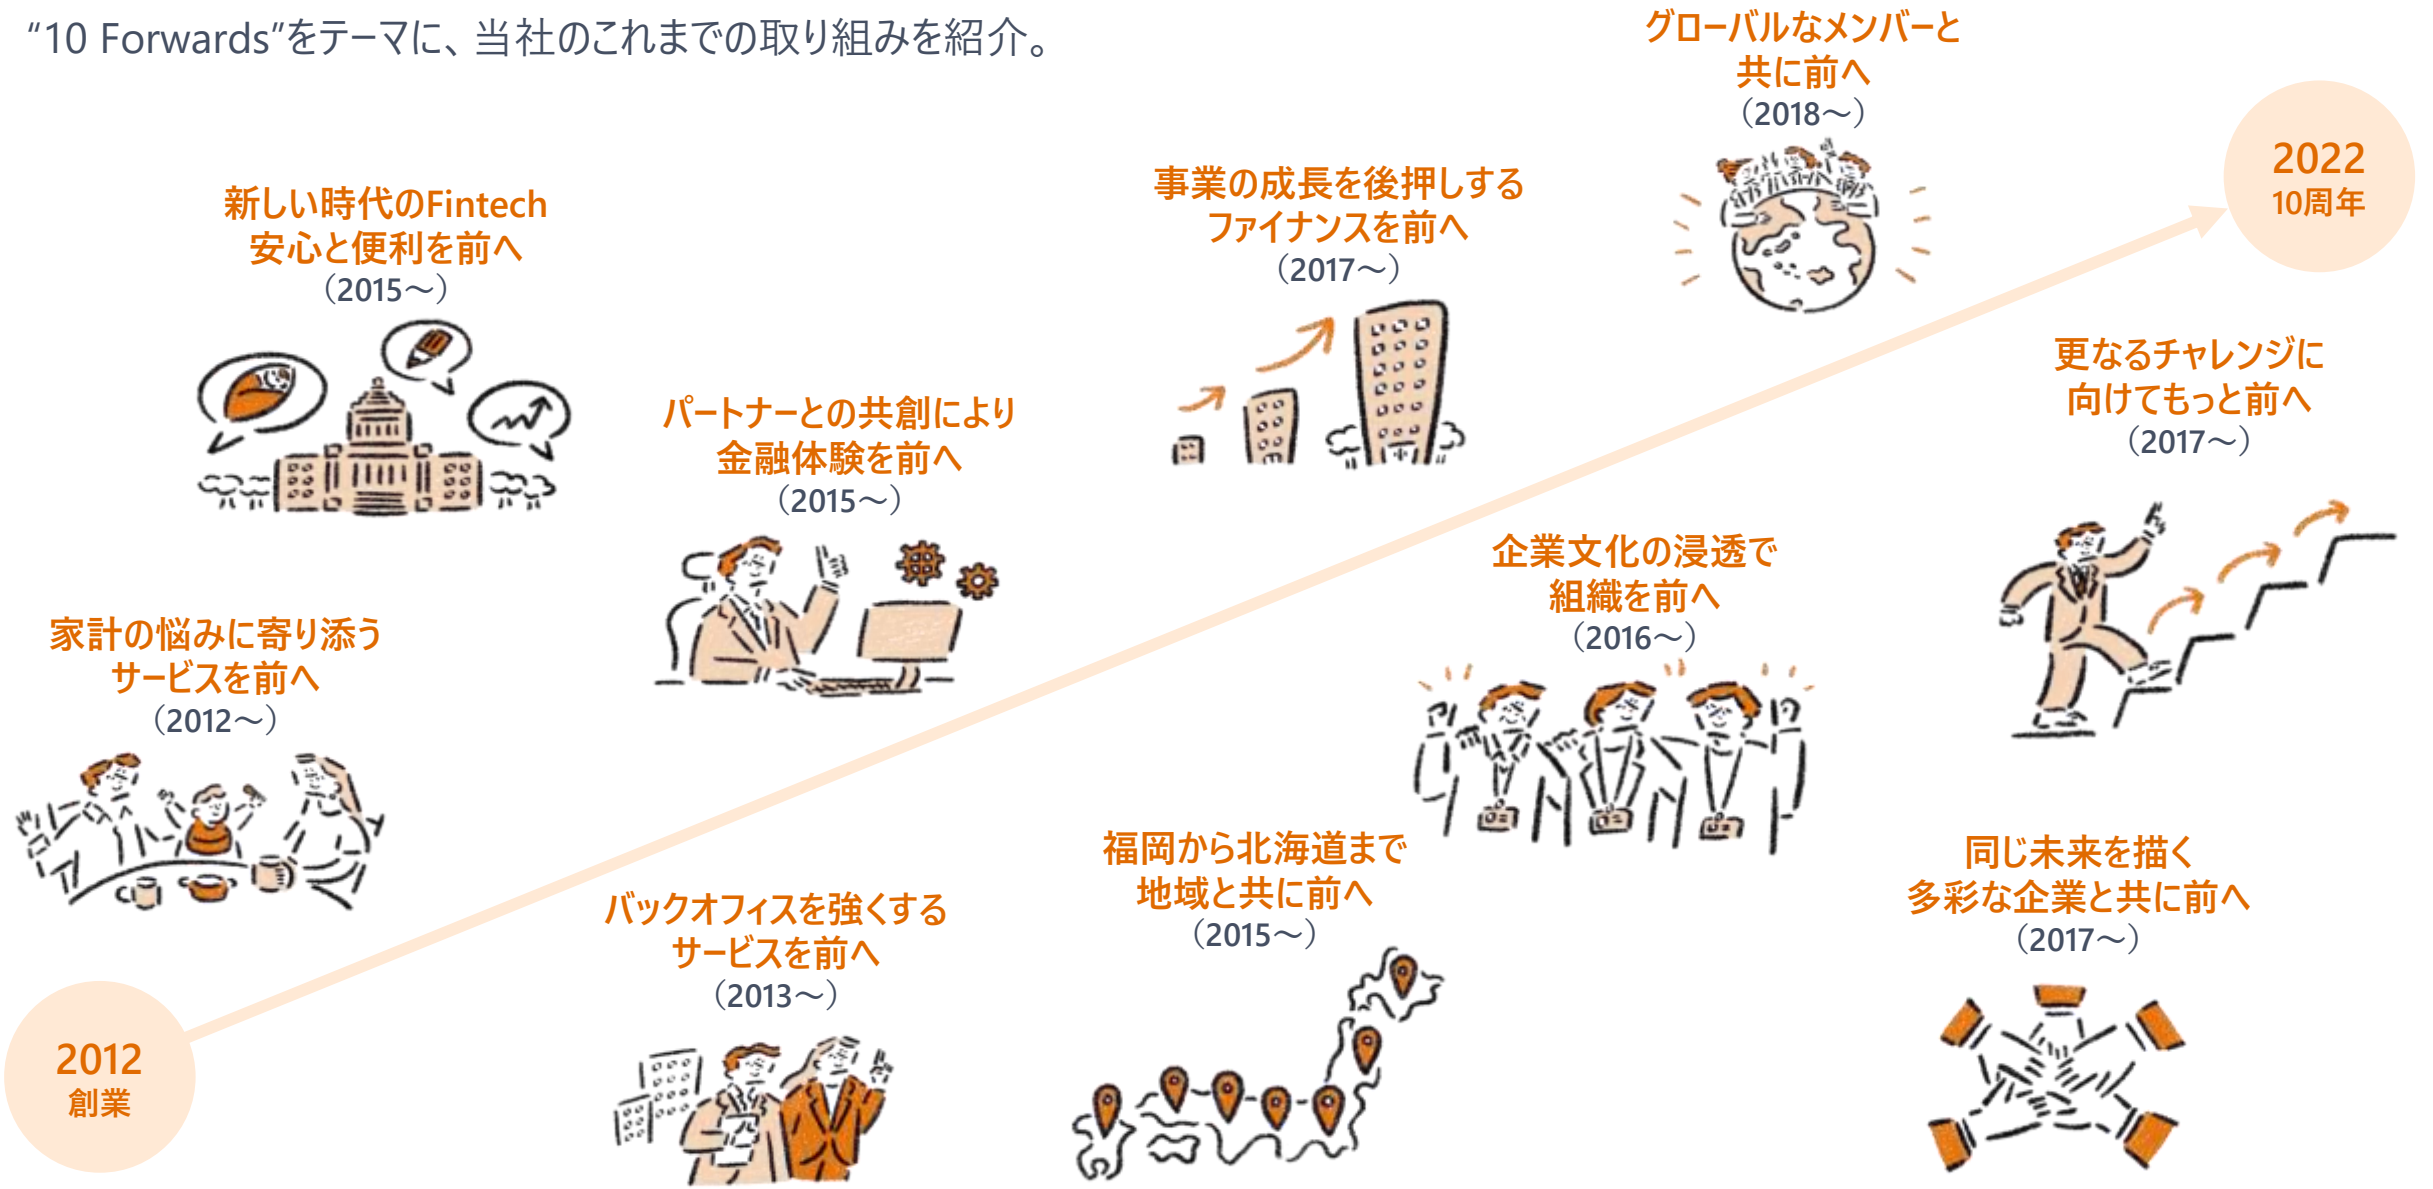 “10 Forwards”をテーマに、当社のこれまでの取り組みを紹介。
グローバルなメンバーと
共に前へ
（2018～）
2022
10周年
新しい時代のFintech
安心と便利を前へ
（2015～）
事業の成長を後押しする
ファイナンスを前へ
（2017～）
更なるチャレンジに
向けてもっと前へ
（2017～）
パートナーとの共創により
金融体験を前へ
（2015～）
企業文化の浸透で
組織を前へ
（2016～）
家計の悩みに寄り添う
サービスを前へ
（2012～）
福岡から北海道まで
地域と共に前へ
（2015～）
同じ未来を描く
多彩な企業と共に前へ
（2017～）
バックオフィスを強くする
サービスを前へ
（2013～）
2012
創業